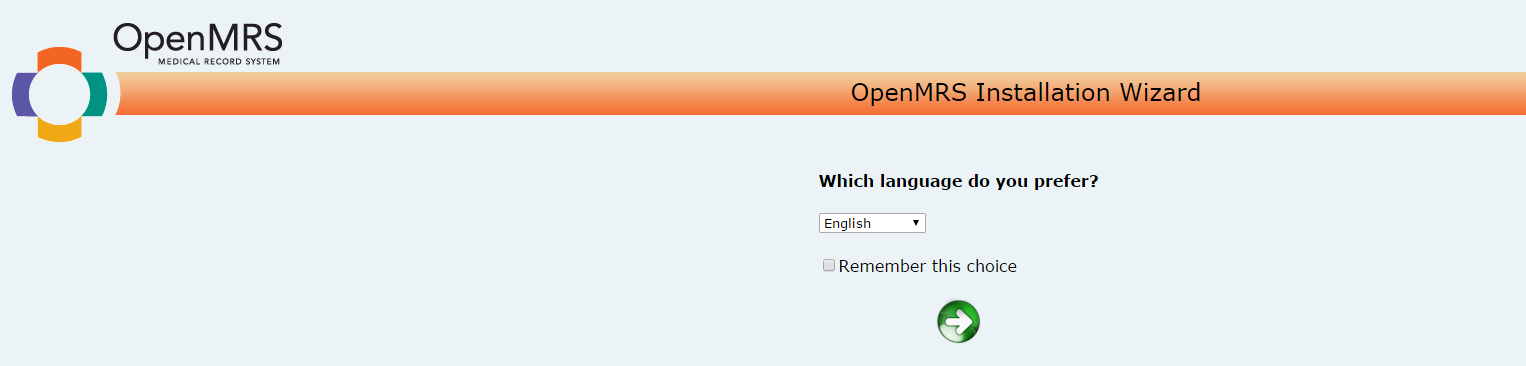 OpenMRS
MEDICAL RECORD SYSTEM
OpenMRS Installation Wizard
Which language do you prefer?
English
Remember this choice